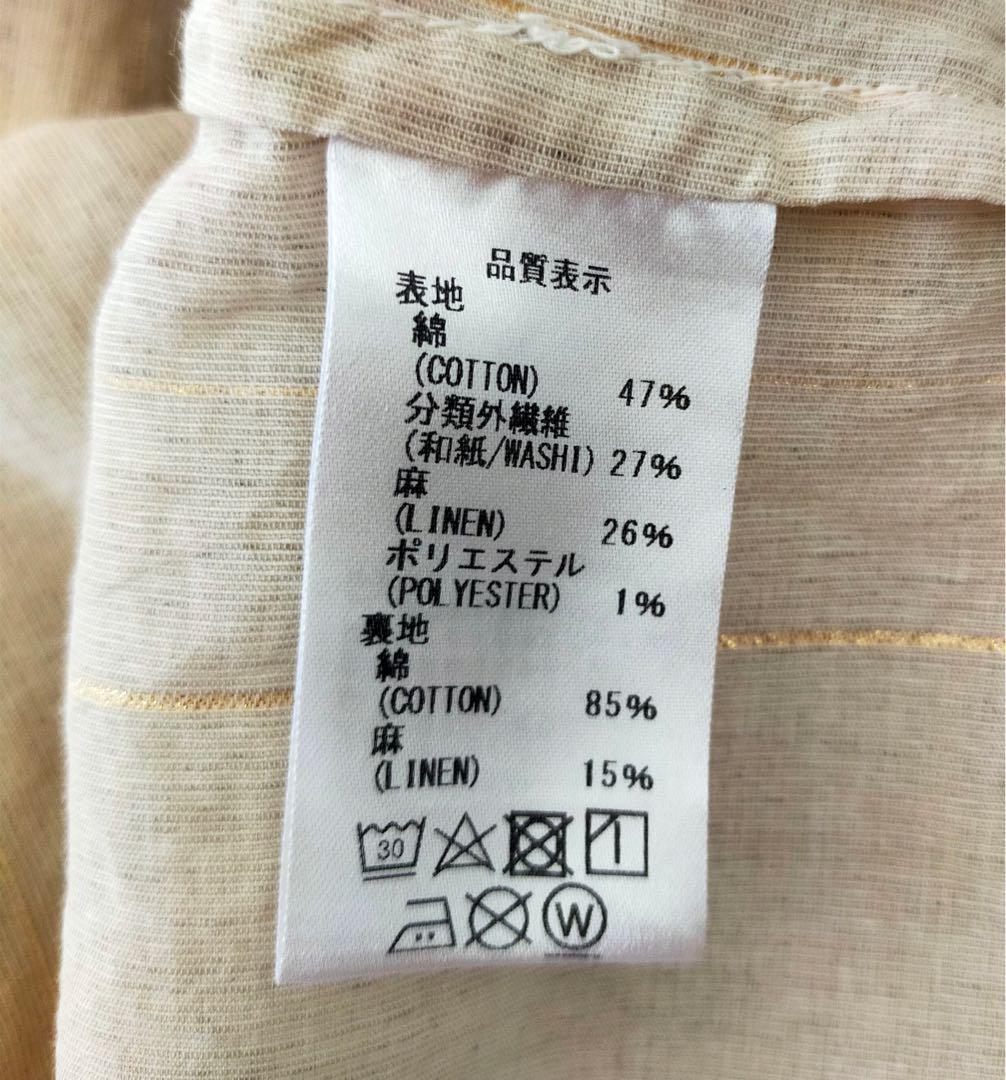 品質表示
表地
綿
(COTTON) 47%
分類外繊維
(和紙/WASHI) 27%
麻
(LINEN) 26%
ポリエステル
(POLYESTER) 1%
裏地
綿
(COTTON) 85%
麻
(LINEN) 15%
30
W